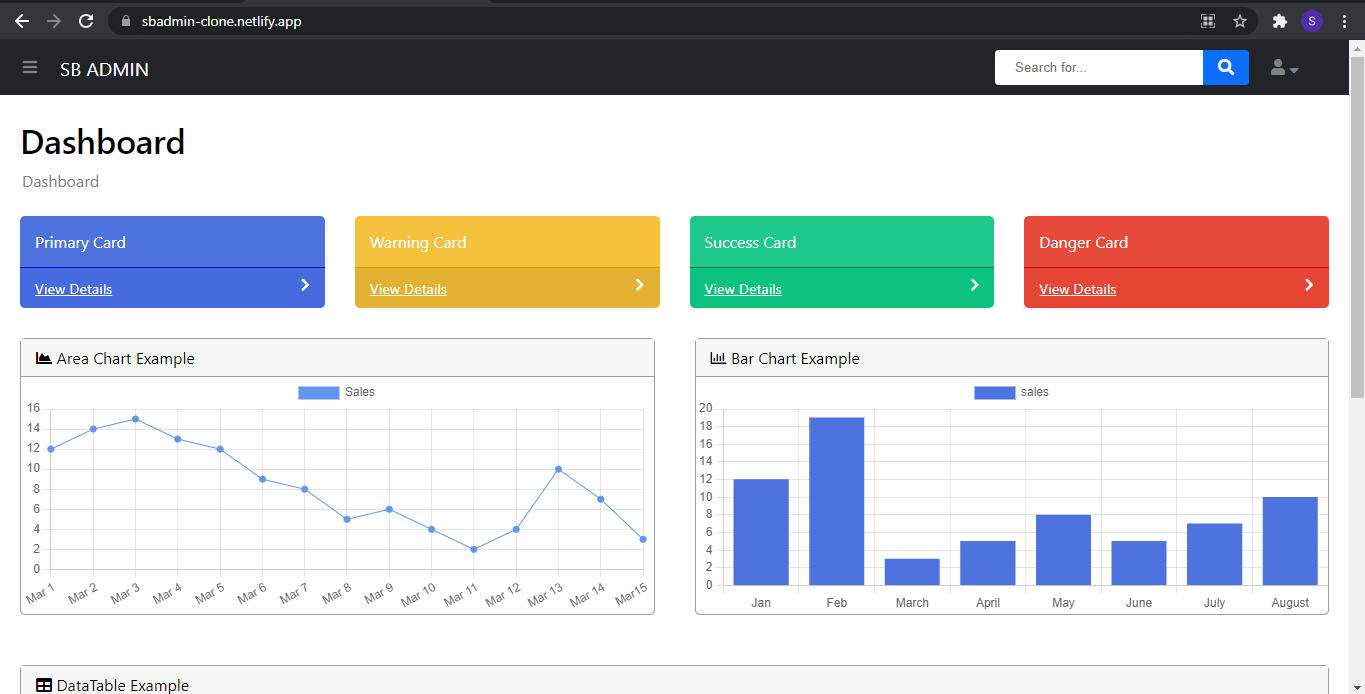 sbadmin-clone.netlify.app
S
SB ADMIN
Search for...
Dashboard
Dashboard
Primary Card
View Details
Warning Card
View Details
Success Card
View Details
Danger Card
View Details
Area Chart Example
Sales
16
14
12
10
8
6
4
2
0
Mar 1 Mar 2 Mar 3 Mar 4 Mar 5 Mar 6 Mar 7 Mar 8 Mar 9 Mar 10 Mar 11 Mar 12 Mar 13 Mar 14 Mar15
Bar Chart Example
sales
20
18
16
14
12
10
8
6
4
2
0
Jan Feb March April May June July August
DataTable Example